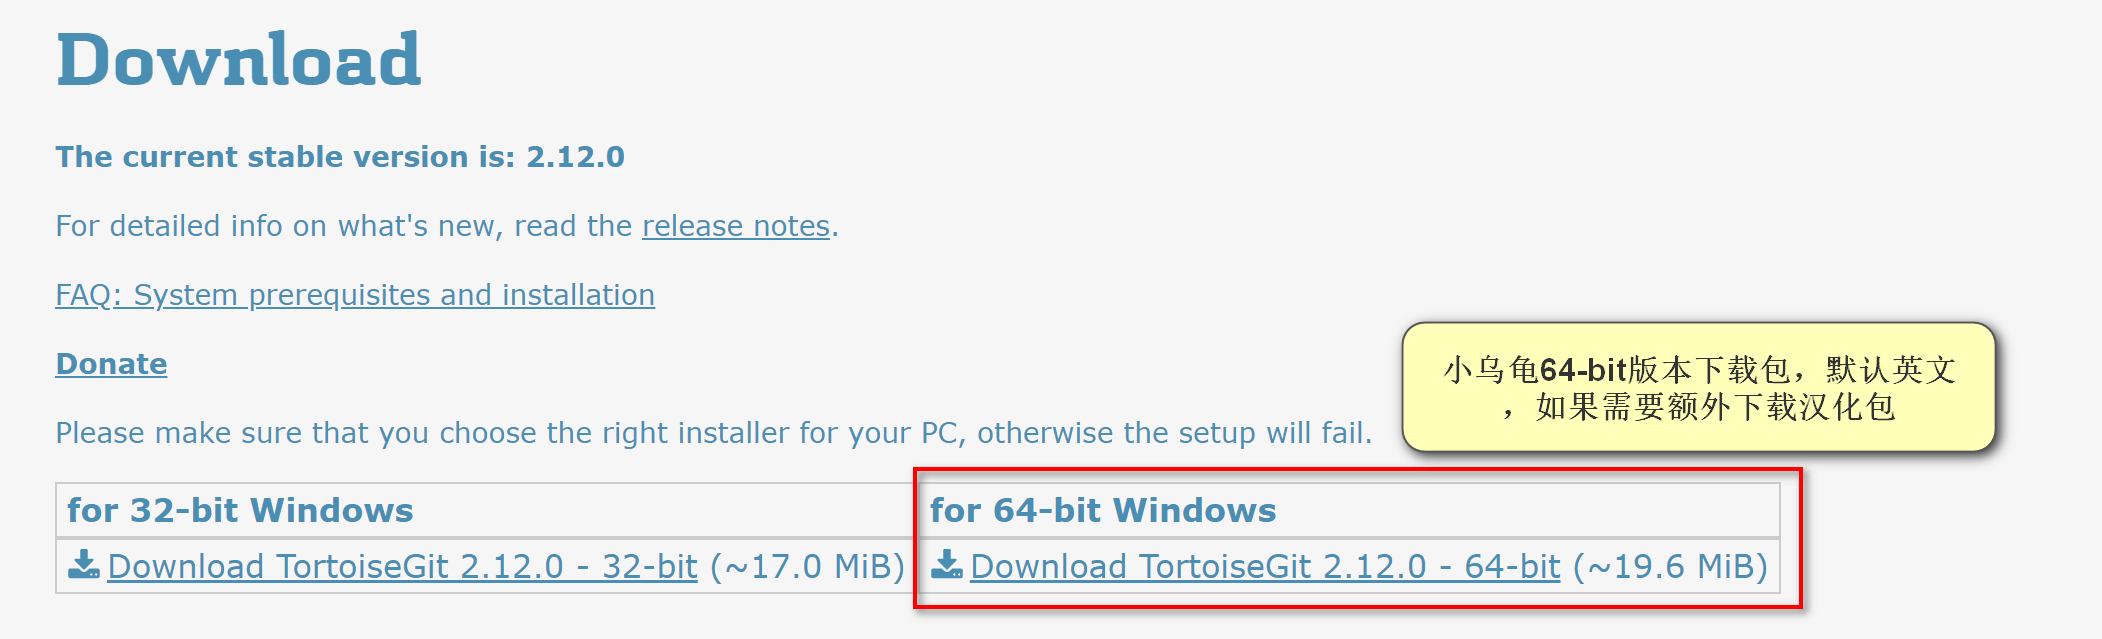 Download
The current stable version is: 2.12.0
For detailed info on what's new, read the release notes.
FAQ: System prerequisites and installation
Donate
小乌龟64-bit版本下载包，默认英文
，如果需要额外下载汉化包
Please make sure that you choose the right installer for your PC, otherwise the setup will fail.
for 32-bit Windows for 64-bit Windows
Download TortoiseGit 2.12.0 - 32-bit (~17.0 MiB) Download TortoiseGit 2.12.0 - 64-bit (~19.6 MiB)